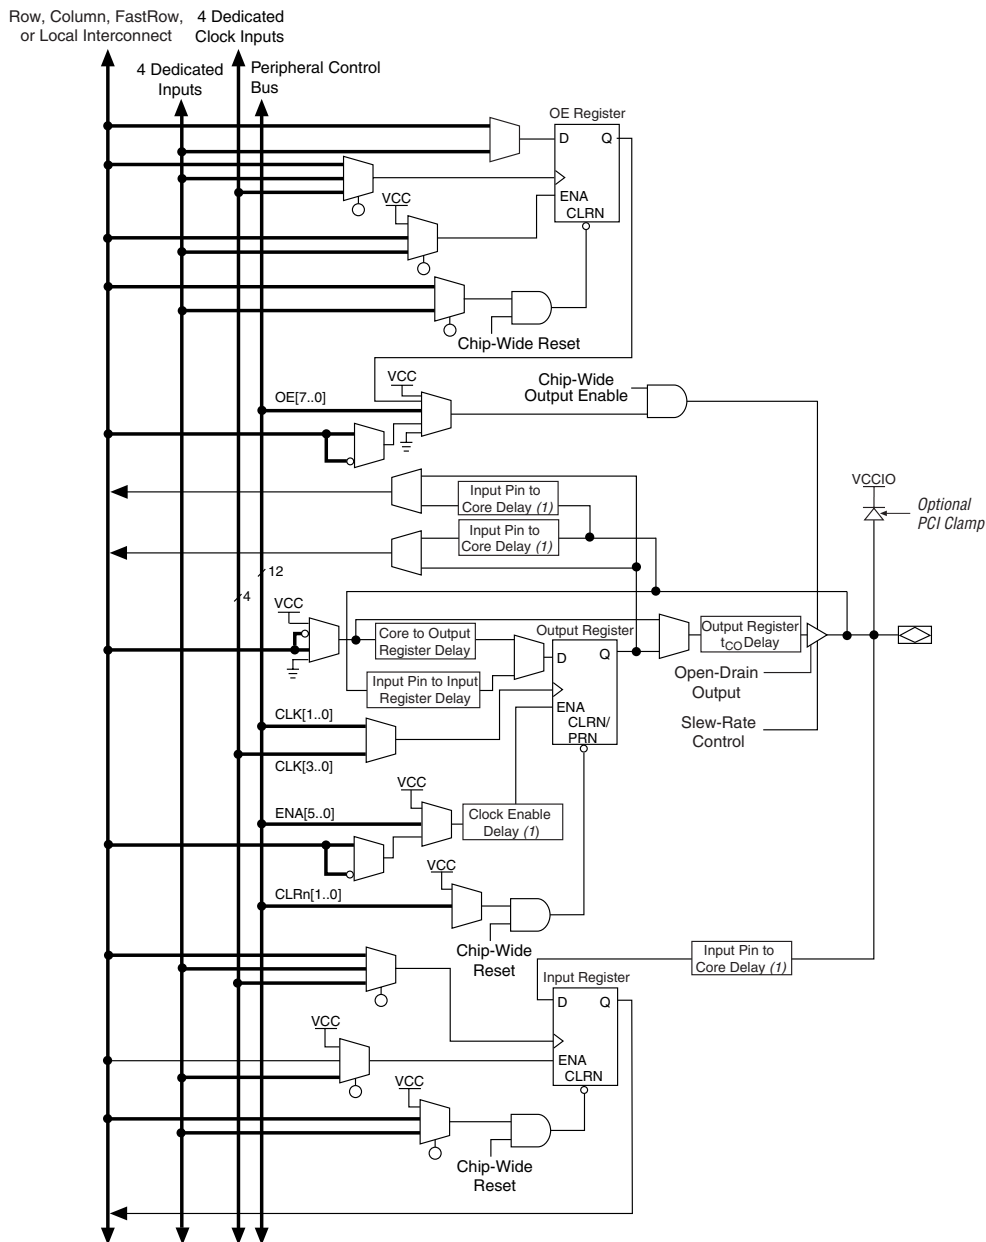 Row, Column, FastRow,
or Local Interconnect
4 Dedicated
Clock Inputs
4 Dedicated
Inputs
Peripheral Control
Bus
OE Register
D
Q
ENA
CLRN
VCC
Chip-Wide Reset
VCC
OE[7..0]
Chip-Wide
Output Enable
VCCIO
Optional
PCI Clamp
Input Pin to
Core Delay (1)
Input Pin to
Core Delay (1)
12
4
VCC
Core to Output
Register Delay
Input Pin to Input
Register Delay
Output Register
D
Q
ENA
CLRN/
PRN
Output Register
tCO Delay
Open-Drain
Output
Slew-Rate
Control
CLK[1..0]
CLK[3..0]
VCC
ENA[5..0]
Clock Enable
Delay (1)
VCC
CLRn[1..0]
Chip-Wide
Reset
Input Pin to
Core Delay (1)
Input Register
D
Q
ENA
CLRN
VCC
VCC
Chip-Wide
Reset